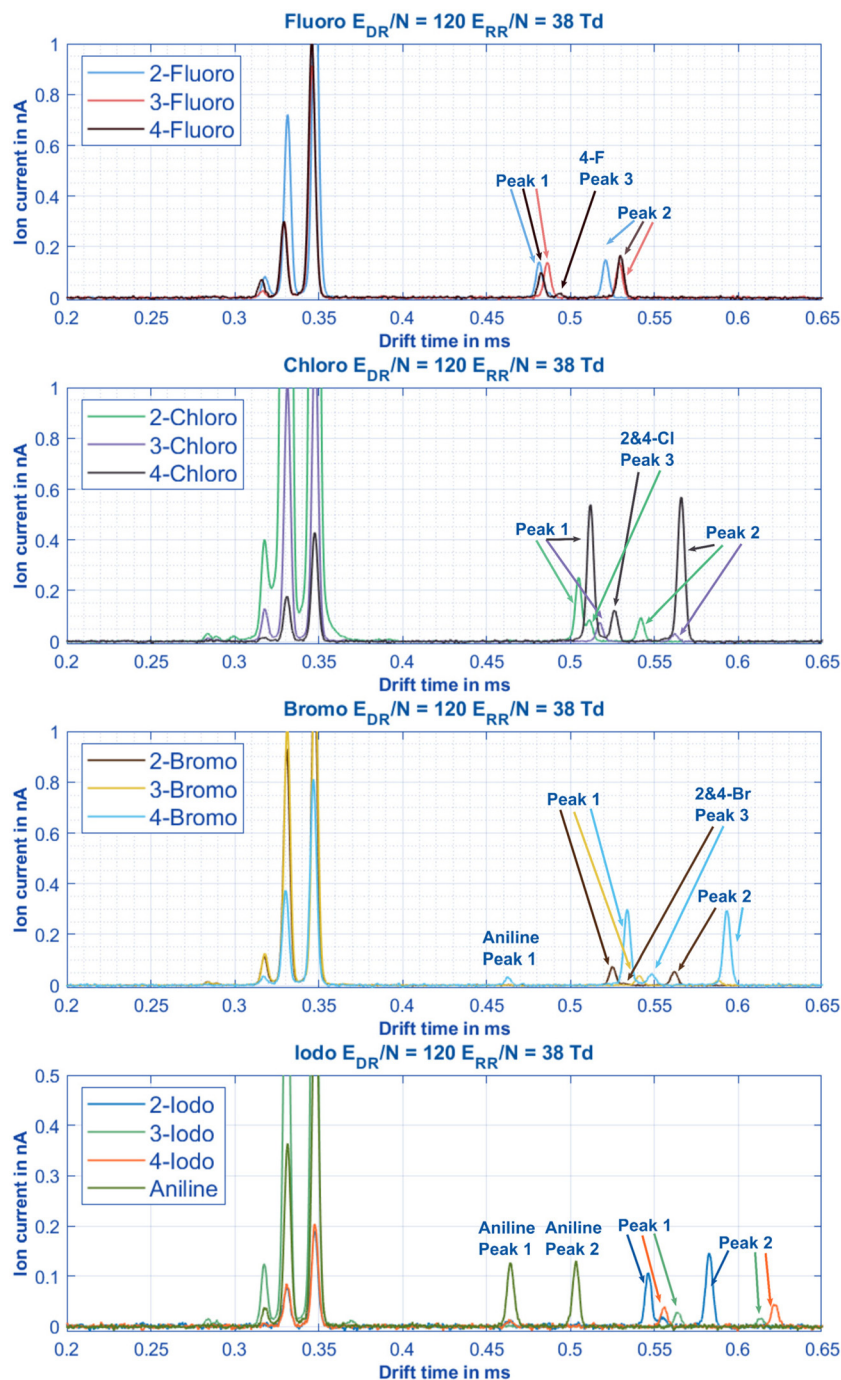 Fluoro E_DR/N = 120 E_RR/N = 38 Td
Ion current in nA
1
0.8
0.6
0.4
0.2
0
2-Fluoro
3-Fluoro
4-Fluoro
Peak 1
4-F
Peak 3
Peak 2
0.2 0.25 0.3 0.35 0.4 0.45 0.5 0.55 0.6 0.65
Drift time in ms
Chloro E_DR/N = 120 E_RR/N = 38 Td
Ion current in nA
1
0.8
0.6
0.4
0.2
0
2-Chloro
3-Chloro
4-Chloro
2&4-Cl
Peak 3
Peak 1
Peak 2
0.2 0.25 0.3 0.35 0.4 0.45 0.5 0.55 0.6 0.65
Drift time in ms
Bromo E_DR/N = 120 E_RR/N = 38 Td
Ion current in nA
1
0.8
0.6
0.4
0.2
0
2-Bromo
3-Bromo
4-Bromo
Peak 1
2&4-Br
Peak 3
Peak 2
Aniline
Peak 1
0.2 0.25 0.3 0.35 0.4 0.45 0.5 0.55 0.6 0.65
Drift time in ms
Iodo E_DR/N = 120 E_RR/N = 38 Td
Ion current in nA
0.5
0.4
0.3
0.2
0.1
0
2-Iodo
3-Iodo
4-Iodo
Aniline
Aniline
Peak 1
Aniline
Peak 2
Peak 1
Peak 2
0.2 0.25 0.3 0.35 0.4 0.45 0.5 0.55 0.6 0.65
Drift time in ms